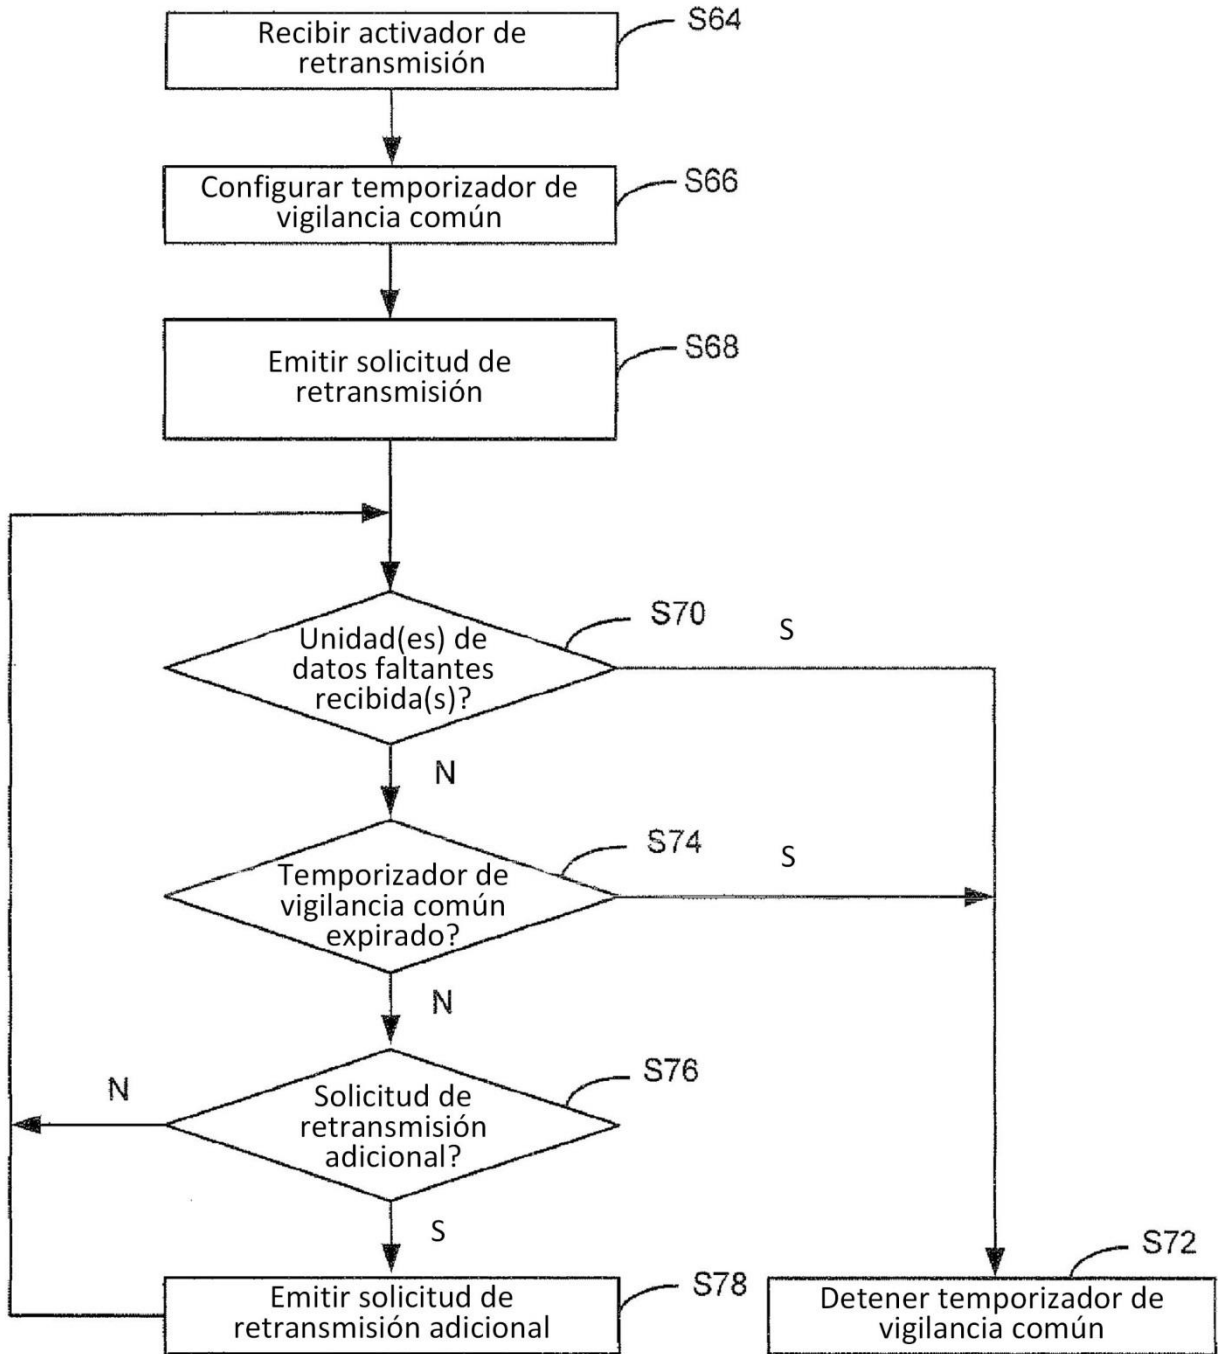 Recibir activador de
retransmisión
S64
Configurar temporizador de
vigilancia común
S66
Emitir solicitud de
retransmisión
S68
Unidad(es) de
datos faltantes
recibida(s)?
S70
S
N
Temporizador de
vigilancia común
expirado?
S74
S
N
Solicitud de
retransmisión
adicional?
S76
N
S
Emitir solicitud de
retransmisión adicional
S78
Detener temporizador de
vigilancia común
S72